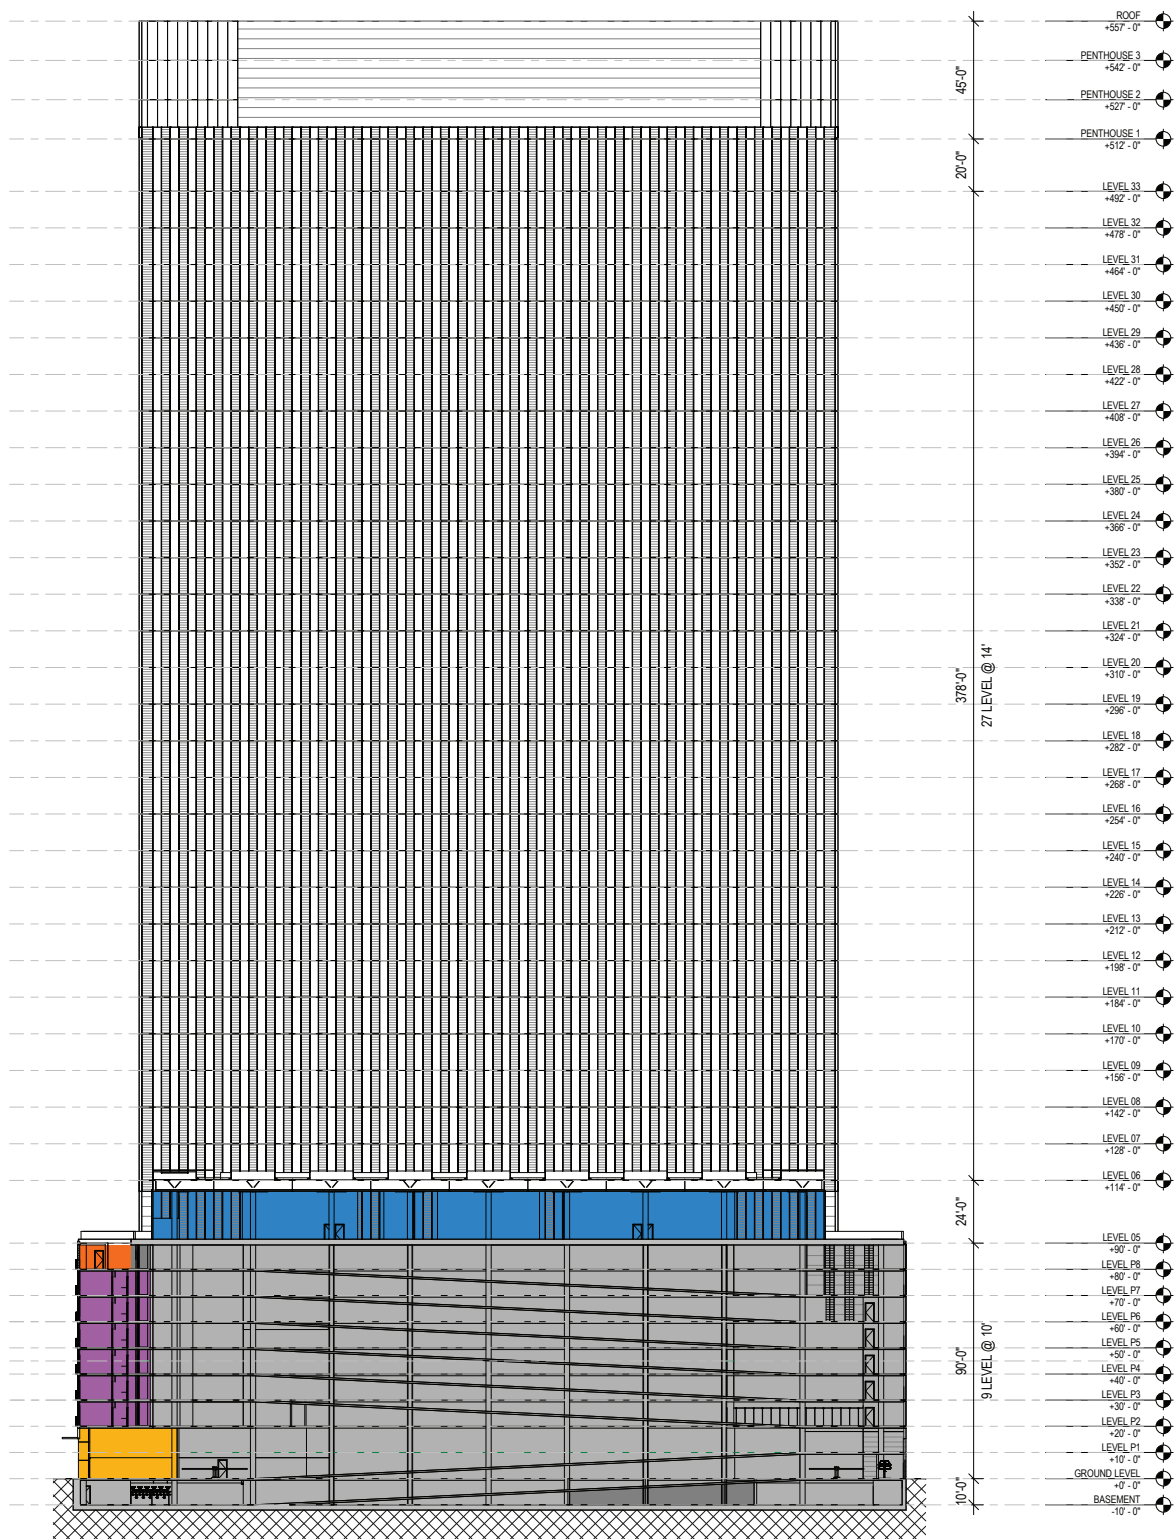 ROOF
+557' - 0"
PENTHOUSE 3
+542' - 0"
45'-0"
PENTHOUSE 2
+527' - 0"
PENTHOUSE 1
+512' - 0"
20'-0"
LEVEL 33
+492' - 0"
LEVEL 32
+478' - 0"
LEVEL 31
+464' - 0"
LEVEL 30
+450' - 0"
LEVEL 29
+436' - 0"
LEVEL 28
+422' - 0"
LEVEL 27
+408' - 0"
LEVEL 26
+394' - 0"
LEVEL 25
+380' - 0"
LEVEL 24
+366' - 0"
LEVEL 23
+352' - 0"
LEVEL 22
+338' - 0"
LEVEL 21
+324' - 0"
LEVEL 20
+310' - 0"
378'-0"
27 LEVEL @ 14'
LEVEL 19
+296' - 0"
LEVEL 18
+282' - 0"
LEVEL 17
+268' - 0"
LEVEL 16
+254' - 0"
LEVEL 15
+240' - 0"
LEVEL 14
+226' - 0"
LEVEL 13
+212' - 0"
LEVEL 12
+198' - 0"
LEVEL 11
+184' - 0"
LEVEL 10
+170' - 0"
LEVEL 09
+156' - 0"
LEVEL 08
+142' - 0"
LEVEL 07
+128' - 0"
LEVEL 06
+114' - 0"
24'-0"
LEVEL 05
+90' - 0"
LEVEL P8
+80' - 0"
LEVEL P7
+70' - 0"
LEVEL P6
+60' - 0"
LEVEL P5
+50' - 0"
90'-0"
9 LEVEL @ 10'
LEVEL P4
+40' - 0"
LEVEL P3
+30' - 0"
LEVEL P2
+20' - 0"
LEVEL P1
+10' - 0"
GROUND LEVEL
+0' - 0"
10'-0"
BASEMENT
-10' - 0"